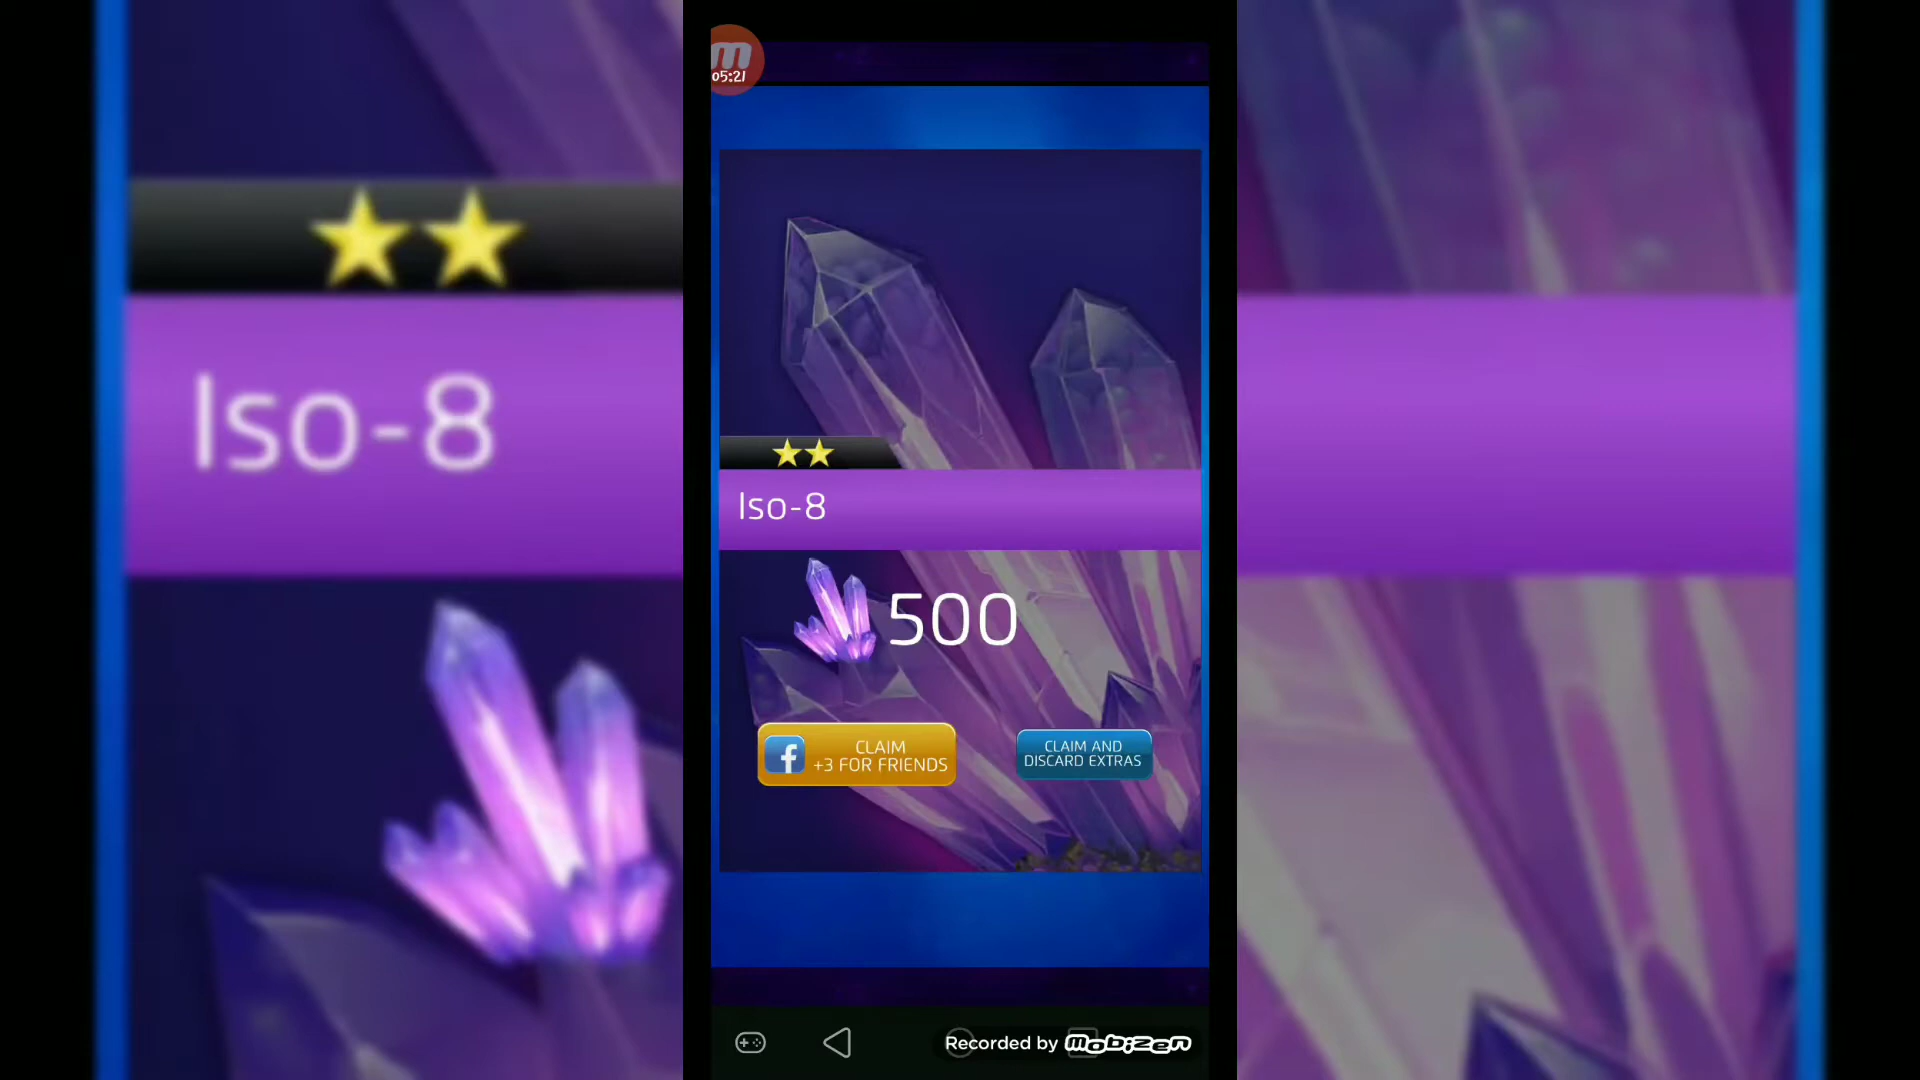 05:21
Iso-8
Iso-8
500
CLAIM
+3 FOR FRIENDS
CLAIM AND
DISCARD EXTRAS
Recorded by Mobizen